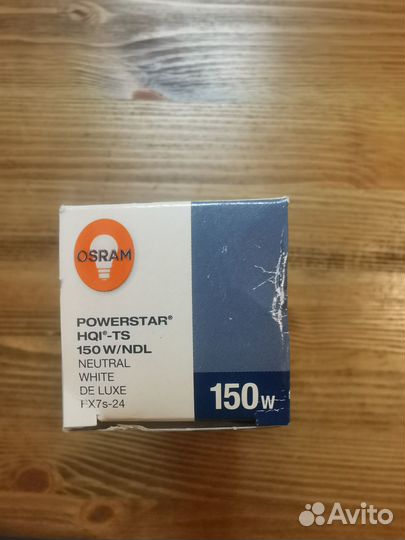 OSRAM
POWERSTAR®
HQI®-TS
150 W/NDL
NEUTRAL
WHITE
DE LUXE
FX7s-24
150W
Avito